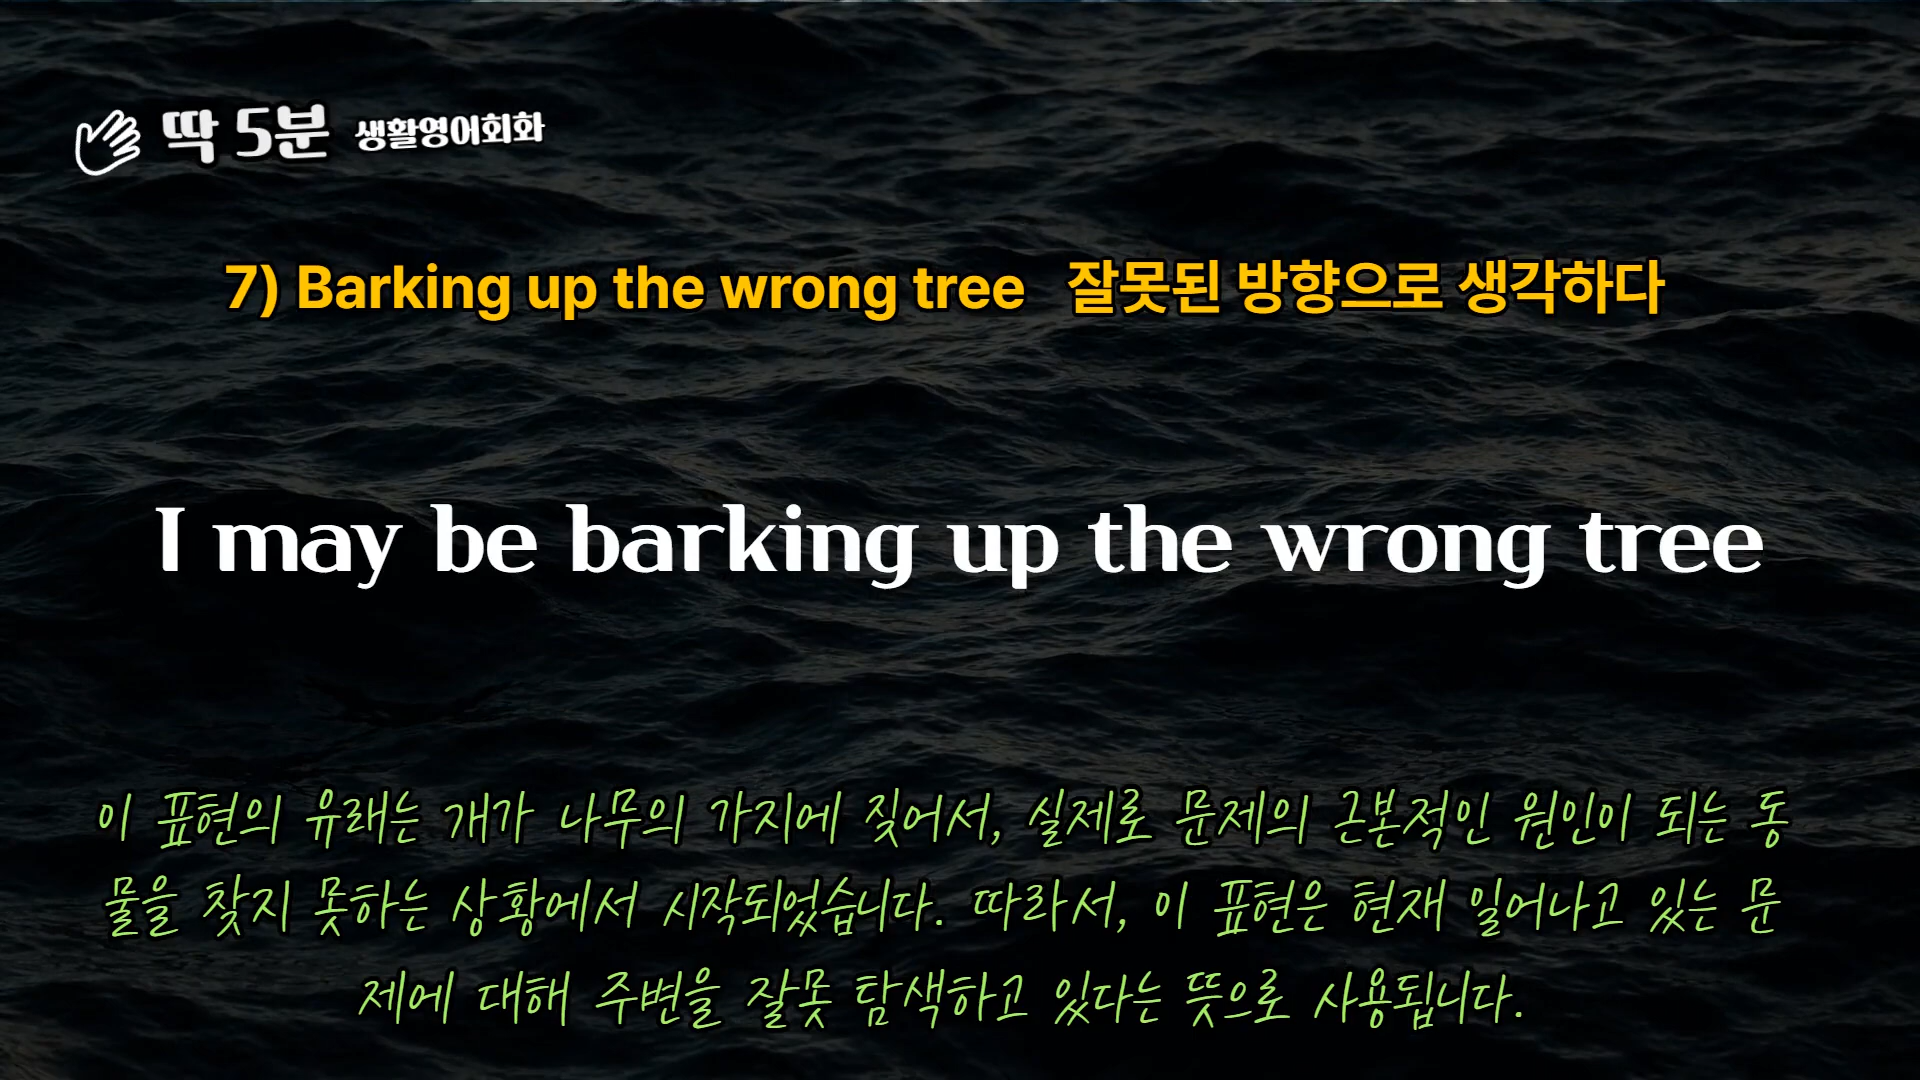 딱 5분 생활영어회화
7) Barking up the wrong tree 잘못된 방향으로 생각하다
I may be barking up the wrong tree
이 표현의 유래는 개가 나무의 가지에 짖어서, 실제로 문제의 근본적인 원인이 되는 동
물을 찾지 못하는 상황에서 시작되었습니다. 따라서, 이 표현은 현재 일어나고 있는 문
제에 대해 주변을 잘못 탐색하고 있다는 뜻으로 사용됩니다.